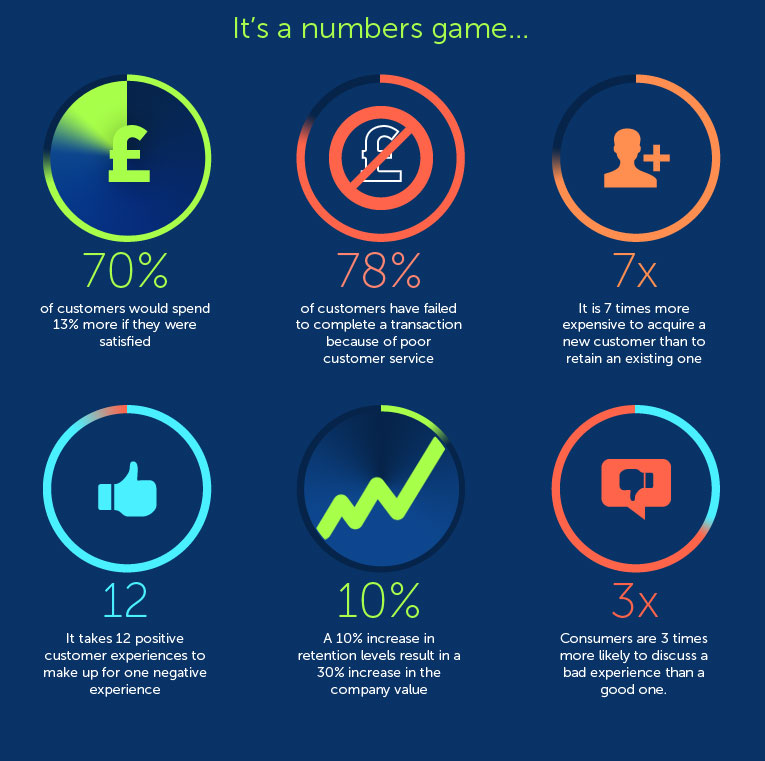 It's a numbers game...
£
£
70%
of customers would spend
13% more if they were
satisfied
78%
of customers have failed
to complete a transaction
because of poor
customer service
7x
It is 7 times more
expensive to acquire a
new customer than to
retain an existing one
12
It takes 12 positive
customer experiences to
make up for one negative
experience
10%
A 10% increase in
retention levels result in a
30% increase in the
company value
3x
Consumers are 3 times
more likely to discuss a
bad experience than a
good one.